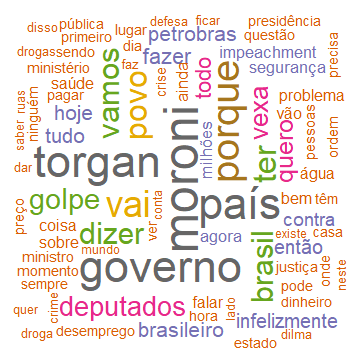 disso pública defesa ficar
primeiro lugar petrobras presidência
questão
drogas sendo dia fazer impeachment
ministério faz crise segurança precisa
saúde vamos povo ainda todo porque
saber ruas ninguém pagar problema
hoje milhões vexa vão pessoas ordem
tudo moroni quero
dar torgan ter água
golpe vai país bem têm
preço coisa dizer ver conta brasil contra
sobre agora existe casa
ministro mundo governo então
momento justiça onde neste
sempre pode
quer crime deputados falar lado dinheiro
hora infelizmente
droga desemprego brasileiro estado dilma